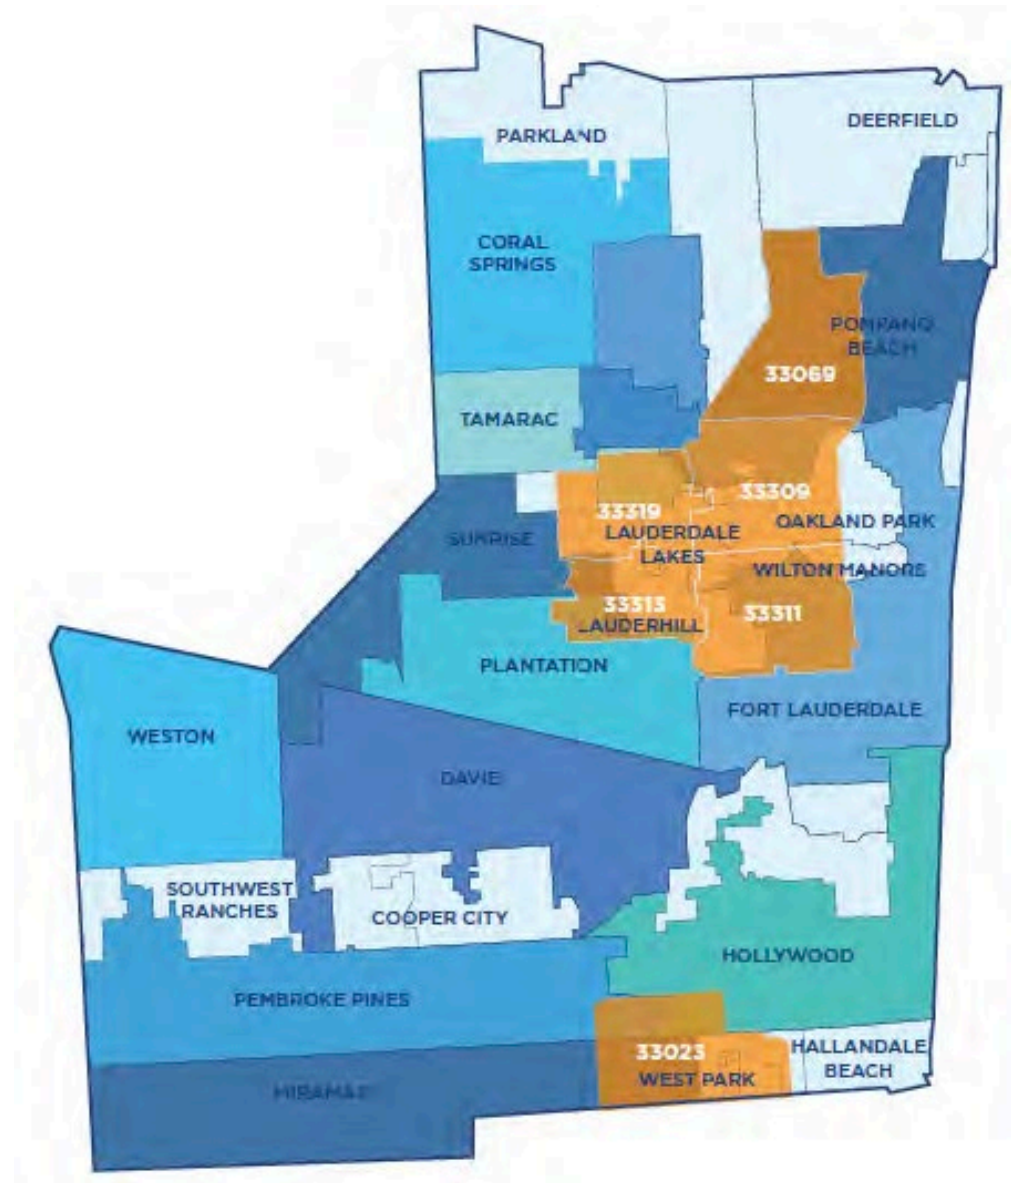 PARKLAND
DEERFIELD
CORAL
SPRINGS
POMPANO
BEACH
33069
TAMARAC
33309
33319
OAKLAND PARK
LAUDERDALE
LAKES
SUNRISE
WILTON MANORS
33313
LAUDERHILL
33311
PLANTATION
FORT LAUDERDALE
WESTON
DAVIE
SOUTHWEST
RANCHES
COOPER CITY
HOLLYWOOD
PEMBROKE PINES
33023
WEST PARK
HALLANDALE
BEACH
MIRAMAR